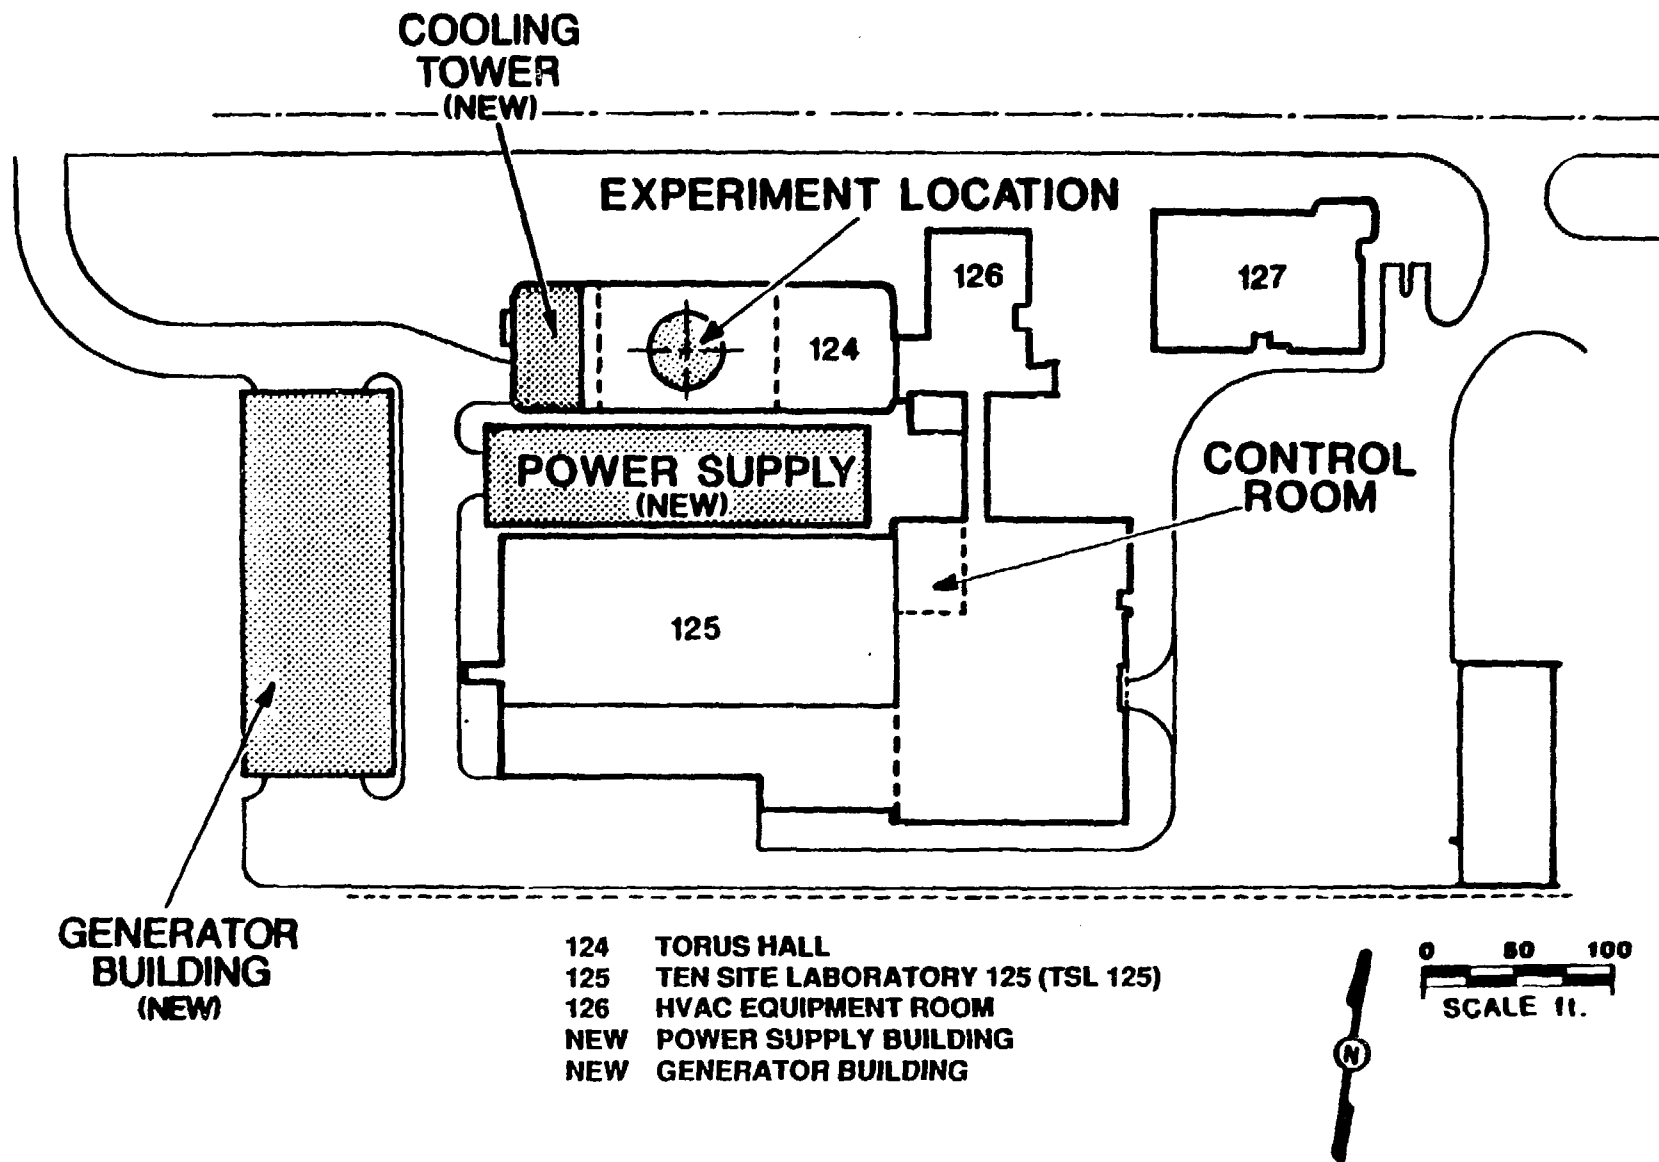 COOLING
TOWER
(NEW)
EXPERIMENT LOCATION
126
127
124
POWER SUPPLY
(NEW)
CONTROL
ROOM
125
GENERATOR
BUILDING
(NEW)
124 TORUS HALL
125 TEN SITE LABORATORY 125 (TSL 125)
126 HVAC EQUIPMENT ROOM
NEW POWER SUPPLY BUILDING
NEW GENERATOR BUILDING
0 50 100
SCALE ft.
N